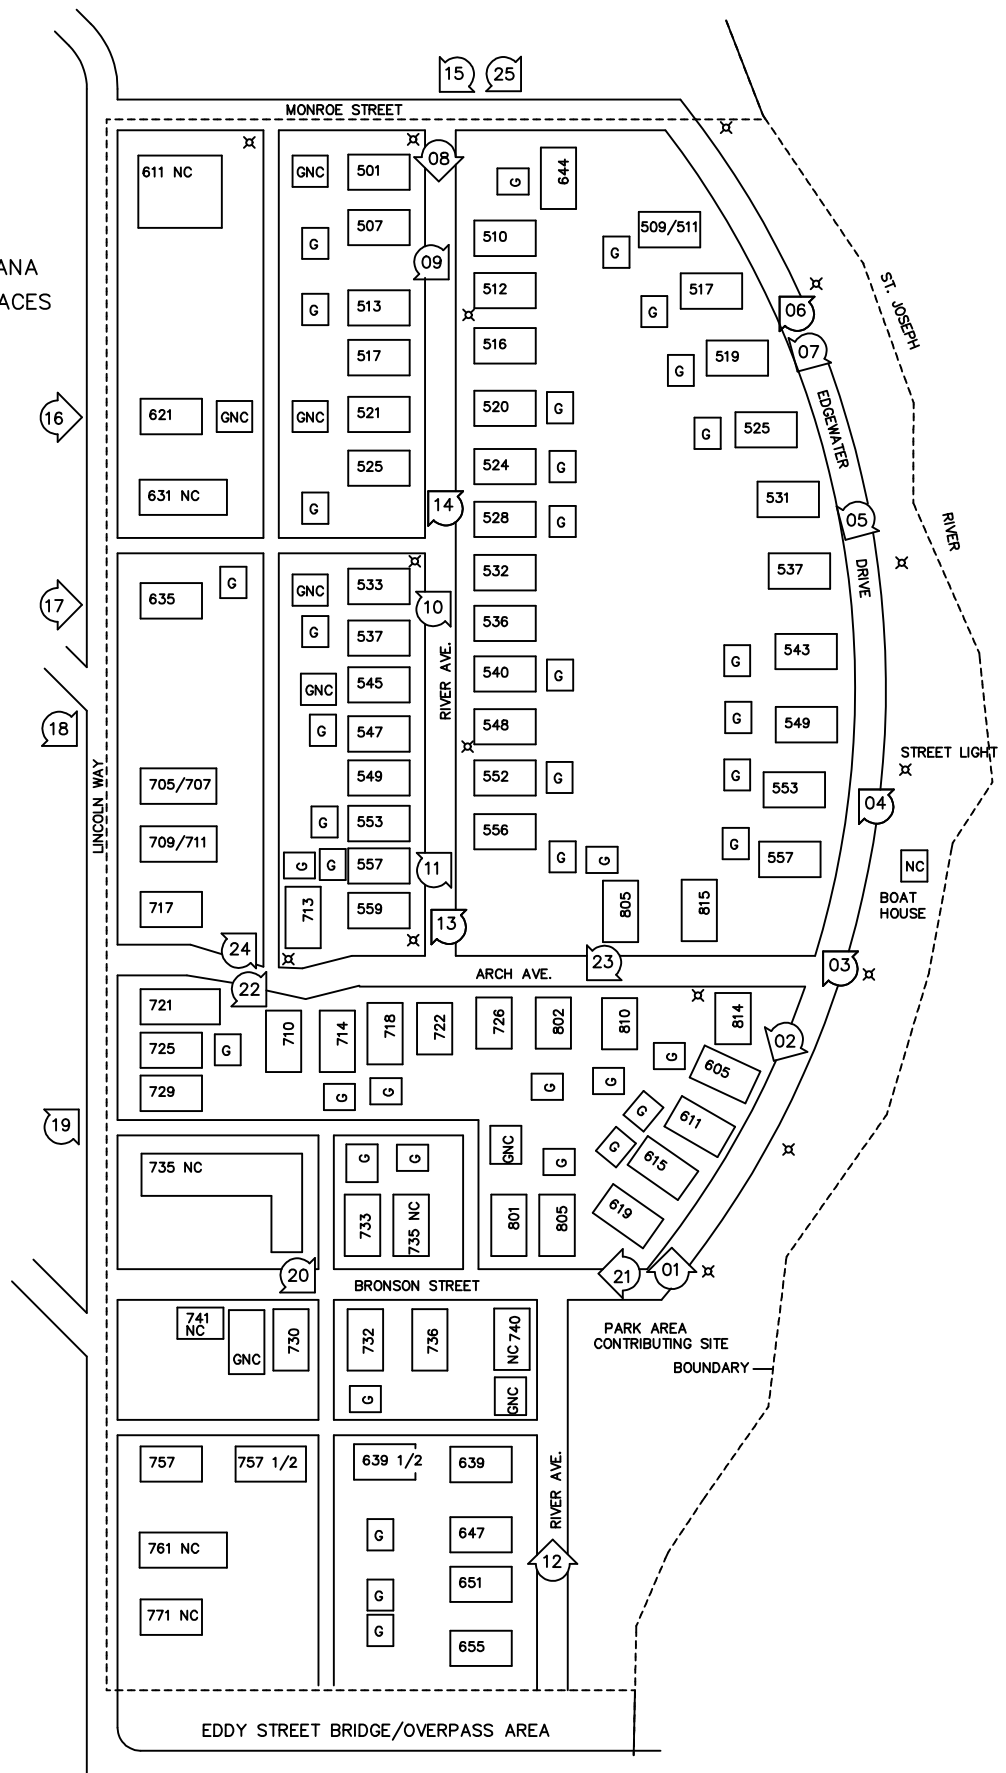 15
25
MONROE STREET
611 NC
GNC
501
08
G
644
507
G
09
510
509/511
G
ANA
ACES
G
513
512
G
517
06
ST. JOSEPH
517
516
G
519
07
16
621
GNC
GNC
521
520
G
G
525
EDGEWATER
631 NC
525
G
14
524
G
528
G
531
05
RIVER
17
635
G
GNC
533
10
532
537
DRIVE
G
537
536
GNC
545
RIVER AVE.
540
G
G
543
18
G
547
548
G
549
STREET LIGHT
LINCOLN WAY
705/707
549
552
G
G
553
04
709/711
G
553
556
G
557
G
G
557
11
G
G
NC
BOAT
HOUSE
717
713
559
13
805
815
24
ARCH AVE.
23
03
22
721
710
714
718
722
726
802
810
814
02
725
G
G
605
729
G
G
G
G
G
611
19
735 NC
G
G
GNC
G
G
615
733
735 NC
801
805
619
20
BRONSON STREET
21
01
741
NC
GNC
730
732
736
NC 740
PARK AREA
CONTRIBUTING SITE
BOUNDARY
G
GNC
757
757 1/2
639 1/2
639
RIVER AVE.
761 NC
G
647
12
771 NC
G
651
G
655
EDDY STREET BRIDGE/OVERPASS AREA